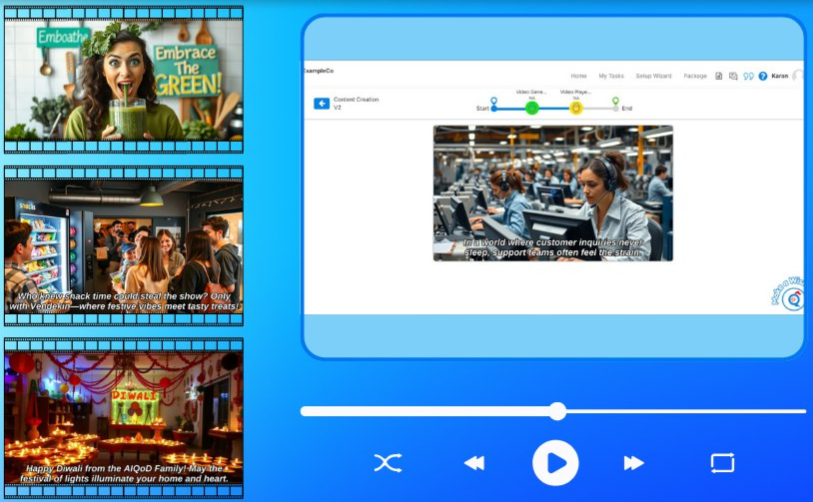 Emboathe
Embrace
The
GREEN!
Who knew snack time could steal the show? Only
with Vendekin—where festive vibes meet tasty treats!
DIWALI
Happy Diwali from the AIQoD Family! May the
festival of lights illuminate your home and heart.
ExampleCo
Home My Tasks Setup Wizard Package Karan
Content Creation
V2
Video Gene... Video Playe...
Start End
In a world where customer inquiries never
sleep, support teams often feel the strain.
Make a Wi